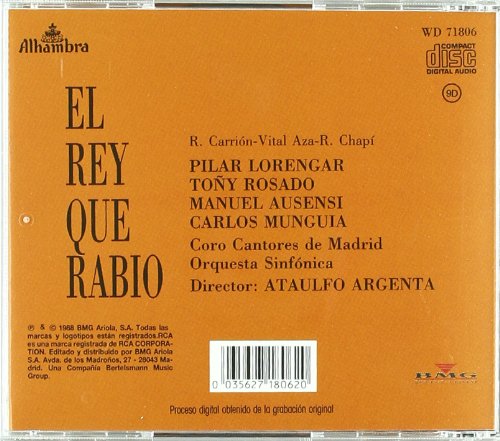 Alhambra
WD 71806
COMPACT
disc
DIGITAL AUDIO
9D
EL
REY
QUE
RABIO
R. Carrión-Vital Aza-R. Chapí
PILAR LORENGAR
TOÑY ROSADO
MANUEL AUSENSI
CARLOS MUNGUIA
Coro Cantores de Madrid
Orquesta Sinfónica
Director: ATAULFO ARGENTA
℗ & © 1988 BMG Ariola, S.A. Todas las
marcas y logotipos están registrados.RCA
es una marca registrada de RCA CORPORA-
TION. Editado y distribuido por BMG Ariola
S.A. Avda. de los Madroños, 27 - 28043 Ma-
drid. Una Compañía Bertelsmann Music
Group.
0 035627 180620
BMG
Proceso digital obtenido de la grabación original